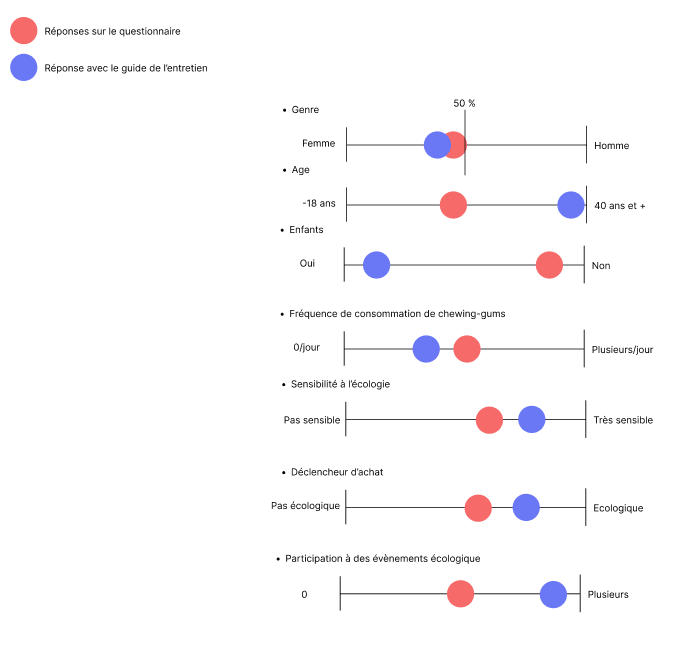 Réponses sur le questionnaire
Réponse avec le guide de l'entretien
50 %
• Genre
Femme
Homme
• Age
-18 ans
40 ans et +
• Enfants
Oui
Non
• Fréquence de consommation de chewing-gums
0/jour
Plusieurs/jour
• Sensibilité à l'écologie
Pas sensible
Très sensible
• Déclencheur d'achat
Pas écologique
Ecologique
• Participation à des évènements écologique
0
Plusieurs